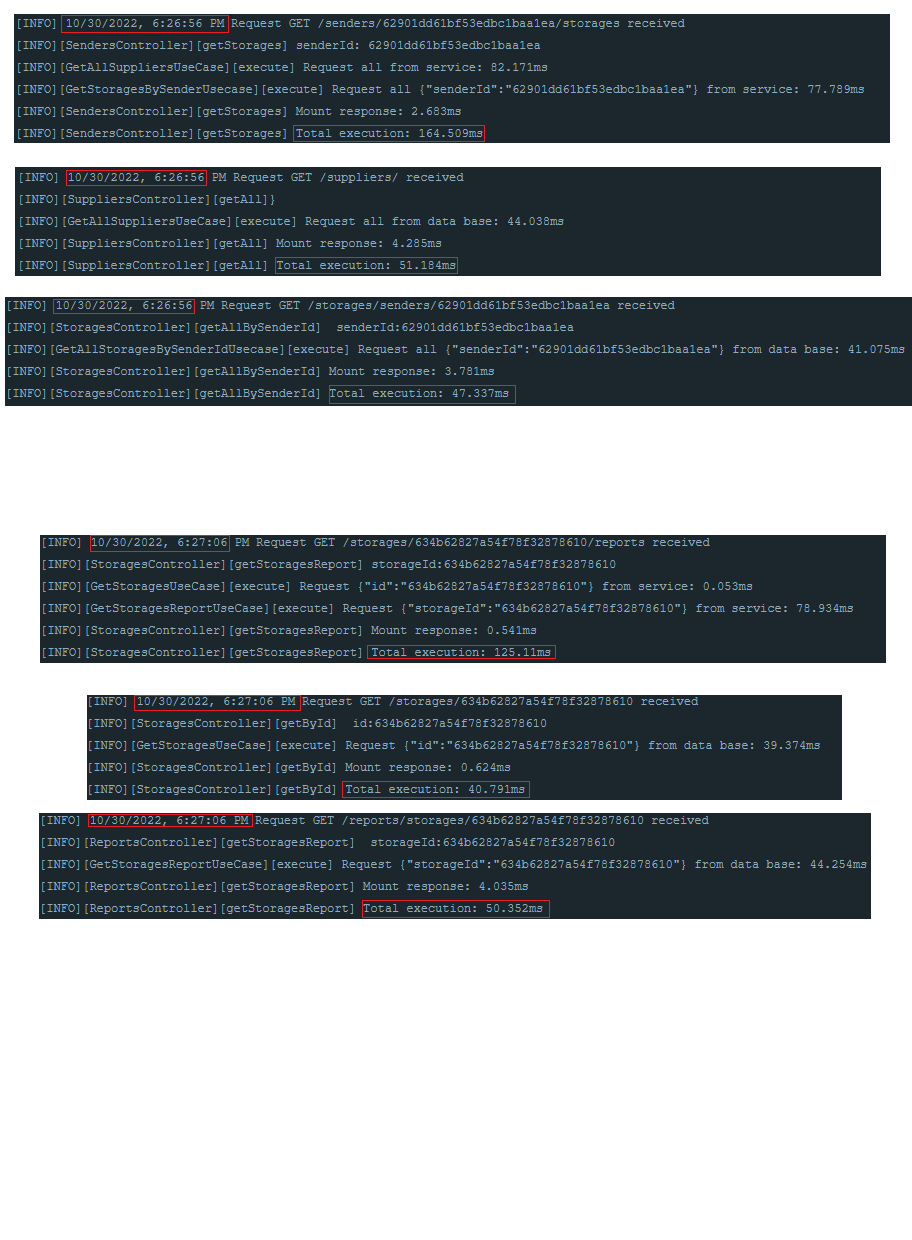 [INFO] 10/30/2022, 6:26:56 PM Request GET /senders/62901dd61bf53edbc1baa1ea/storages received
[INFO][SendersController][getStorages] senderId: 62901dd61bf53edbc1baa1ea
[INFO][GetAllSuppliersUseCase][execute] Request all from service: 82.171ms
[INFO][GetStoragesBySenderUsecase][execute] Request all {"senderId":"62901dd61bf53edbc1baa1ea"} from service: 77.789ms
[INFO][SendersController][getStorages] Mount response: 2.683ms
[INFO][SendersController][getStorages] Total execution: 164.509ms
[INFO] 10/30/2022, 6:26:56 PM Request GET /suppliers/ received
[INFO][SuppliersController][getAll]}
[INFO][GetAllSuppliersUseCase][execute] Request all from data base: 44.038ms
[INFO][SuppliersController][getAll] Mount response: 4.285ms
[INFO][SuppliersController][getAll] Total execution: 51.184ms
[INFO] 10/30/2022, 6:26:56 PM Request GET /storages/senders/62901dd61bf53edbc1baa1ea received
[INFO][StoragesController][getAllBySenderId] senderId:62901dd61bf53edbc1baa1ea
[INFO][GetAllStoragesBySenderIdUsecase][execute] Request all {"senderId":"62901dd61bf53edbc1baa1ea"} from data base: 41.075ms
[INFO][StoragesController][getAllBySenderId] Mount response: 3.781ms
[INFO][StoragesController][getAllBySenderId] Total execution: 47.337ms
[INFO] 10/30/2022, 6:27:06 PM Request GET /storages/634b62827a54f78f32878610/reports received
[INFO][StoragesController][getStoragesReport] storageId:634b62827a54f78f32878610
[INFO][GetStoragesUseCase][execute] Request {"id":"634b62827a54f78f32878610"} from service: 0.053ms
[INFO][GetStoragesReportUseCase][execute] Request {"storageId":"634b62827a54f78f32878610"} from service: 78.934ms
[INFO][StoragesController][getStoragesReport] Mount response: 0.541ms
[INFO][StoragesController][getStoragesReport] Total execution: 125.11ms
[INFO] 10/30/2022, 6:27:06 PM Request GET /storages/634b62827a54f78f32878610 received
[INFO][StoragesController][getById] id:634b62827a54f78f32878610
[INFO][GetStoragesUseCase][execute] Request {"id":"634b62827a54f78f32878610"} from data base: 39.374ms
[INFO][StoragesController][getById] Mount response: 0.624ms
[INFO][StoragesController][getById] Total execution: 40.791ms
[INFO] 10/30/2022, 6:27:06 PM Request GET /reports/storages/634b62827a54f78f32878610 received
[INFO][ReportsController][getStoragesReport] storageId:634b62827a54f78f32878610
[INFO][GetStoragesReportUseCase][execute] Request {"storageId":"634b62827a54f78f32878610"} from data base: 44.254ms
[INFO][ReportsController][getStoragesReport] Mount response: 4.035ms
[INFO][ReportsController][getStoragesReport] Total execution: 50.352ms